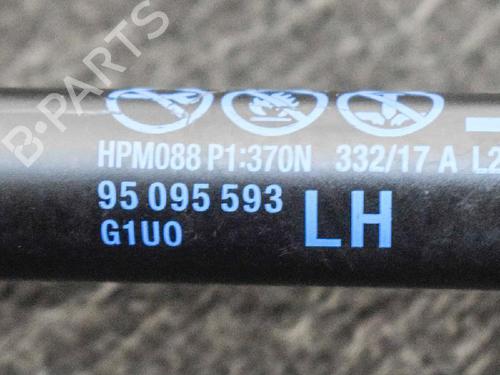 B-PARTS
HPM088 P1:370N 332/17 A L2
95 095 593
G1U0 LH